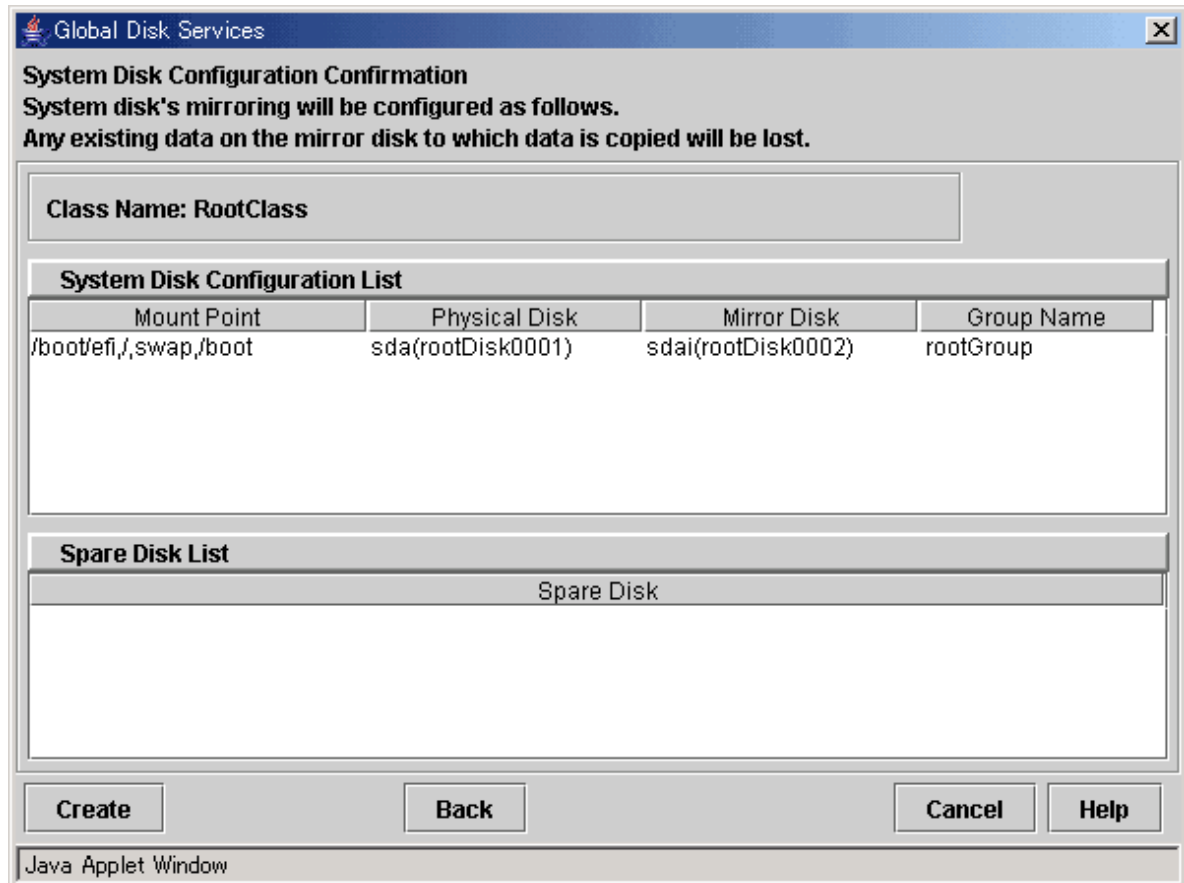 Global Disk Services
System Disk Configuration Confirmation
System disk's mirroring will be configured as follows.
Any existing data on the mirror disk to which data is copied will be lost.
Class Name: RootClass
System Disk Configuration List
Mount Point Physical Disk Mirror Disk Group Name
/boot/efi,/,swap,/boot sda(rootDisk0001) sdai(rootDisk0002) rootGroup
Spare Disk List
Spare Disk
Create Back Cancel Help
Java Applet Window